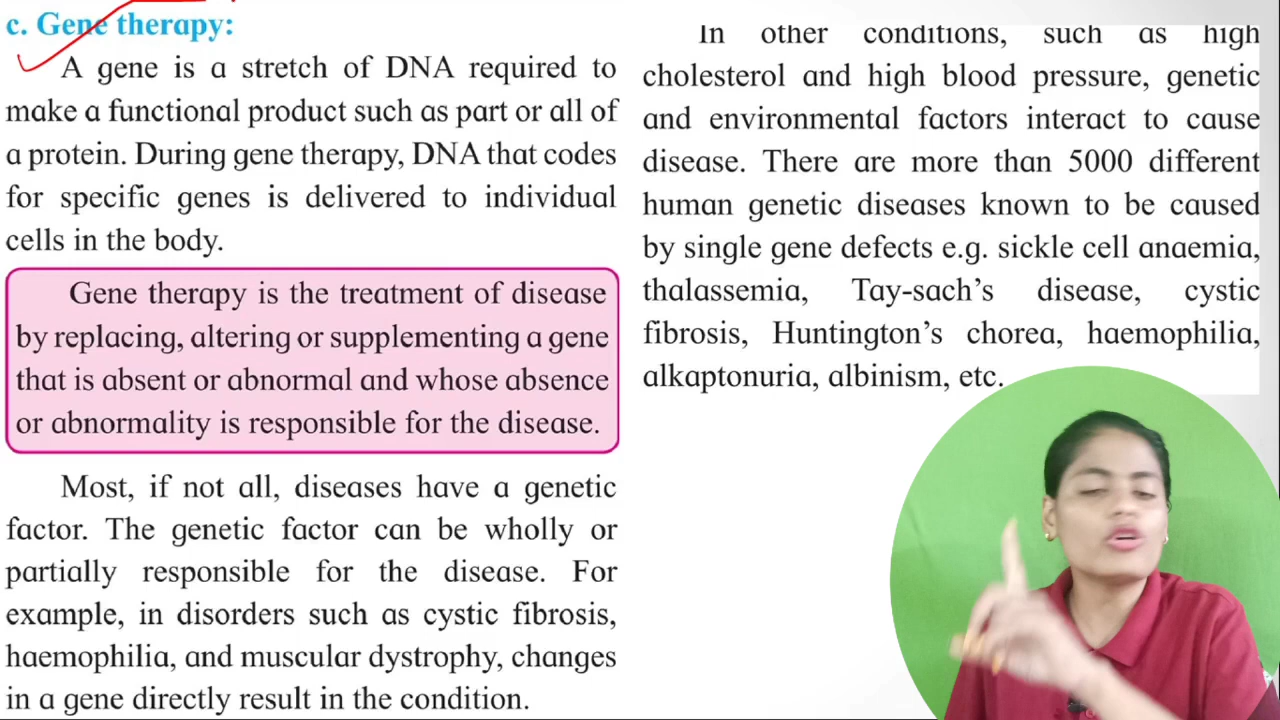 c. Gene therapy:
A gene is a stretch of DNA required to
make a functional product such as part or all of
a protein. During gene therapy, DNA that codes
for specific genes is delivered to individual
cells in the body.
Gene therapy is the treatment of disease
by replacing, altering or supplementing a gene
that is absent or abnormal and whose absence
or abnormality is responsible for the disease.
Most, if not all, diseases have a genetic
factor. The genetic factor can be wholly or
partially responsible for the disease. For
example, in disorders such as cystic fibrosis,
haemophilia, and muscular dystrophy, changes
in a gene directly result in the condition.
In other conditions, such as high
cholesterol and high blood pressure, genetic
and environmental factors interact to cause
disease. There are more than 5000 different
human genetic diseases known to be caused
by single gene defects e.g. sickle cell anaemia,
thalassemia, Tay-sach's disease, cystic
fibrosis, Huntington's chorea, haemophilia,
alkaptonuria, albinism, etc.